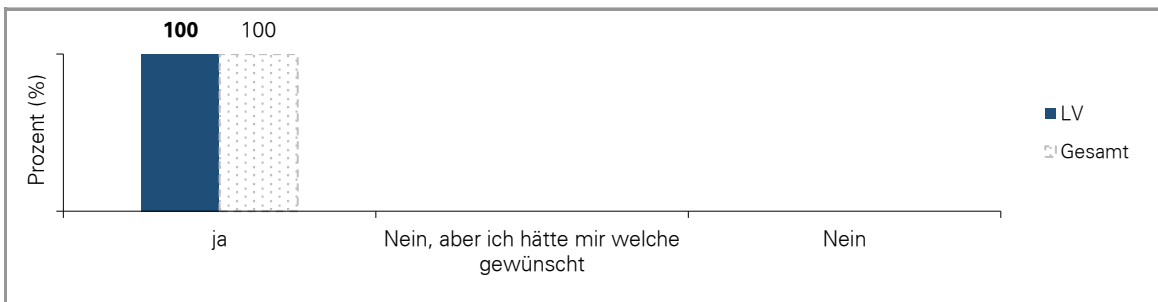 100 100
Prozent (%)
LV
Gesamt
ja
Nein, aber ich hätte mir welche
gewünscht
Nein